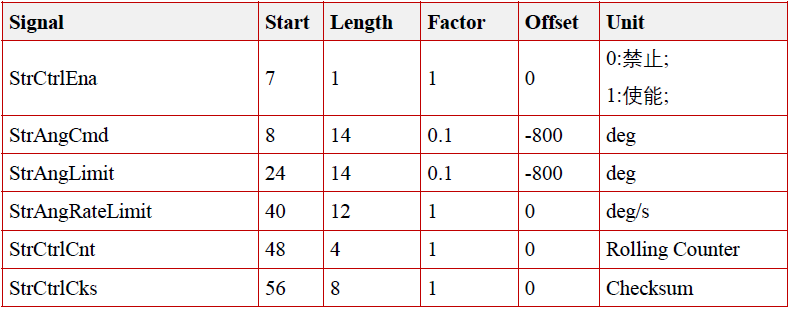 Signal Start Length Factor Offset Unit
StrCtrlEna 7 1 1 0 0:禁止;
1:使能;
StrAngCmd 8 14 0.1 -800 deg
StrAngLimit 24 14 0.1 -800 deg
StrAngRateLimit 40 12 1 0 deg/s
StrCtrlCnt 48 4 1 0 Rolling Counter
StrCtrlCks 56 8 1 0 Checksum